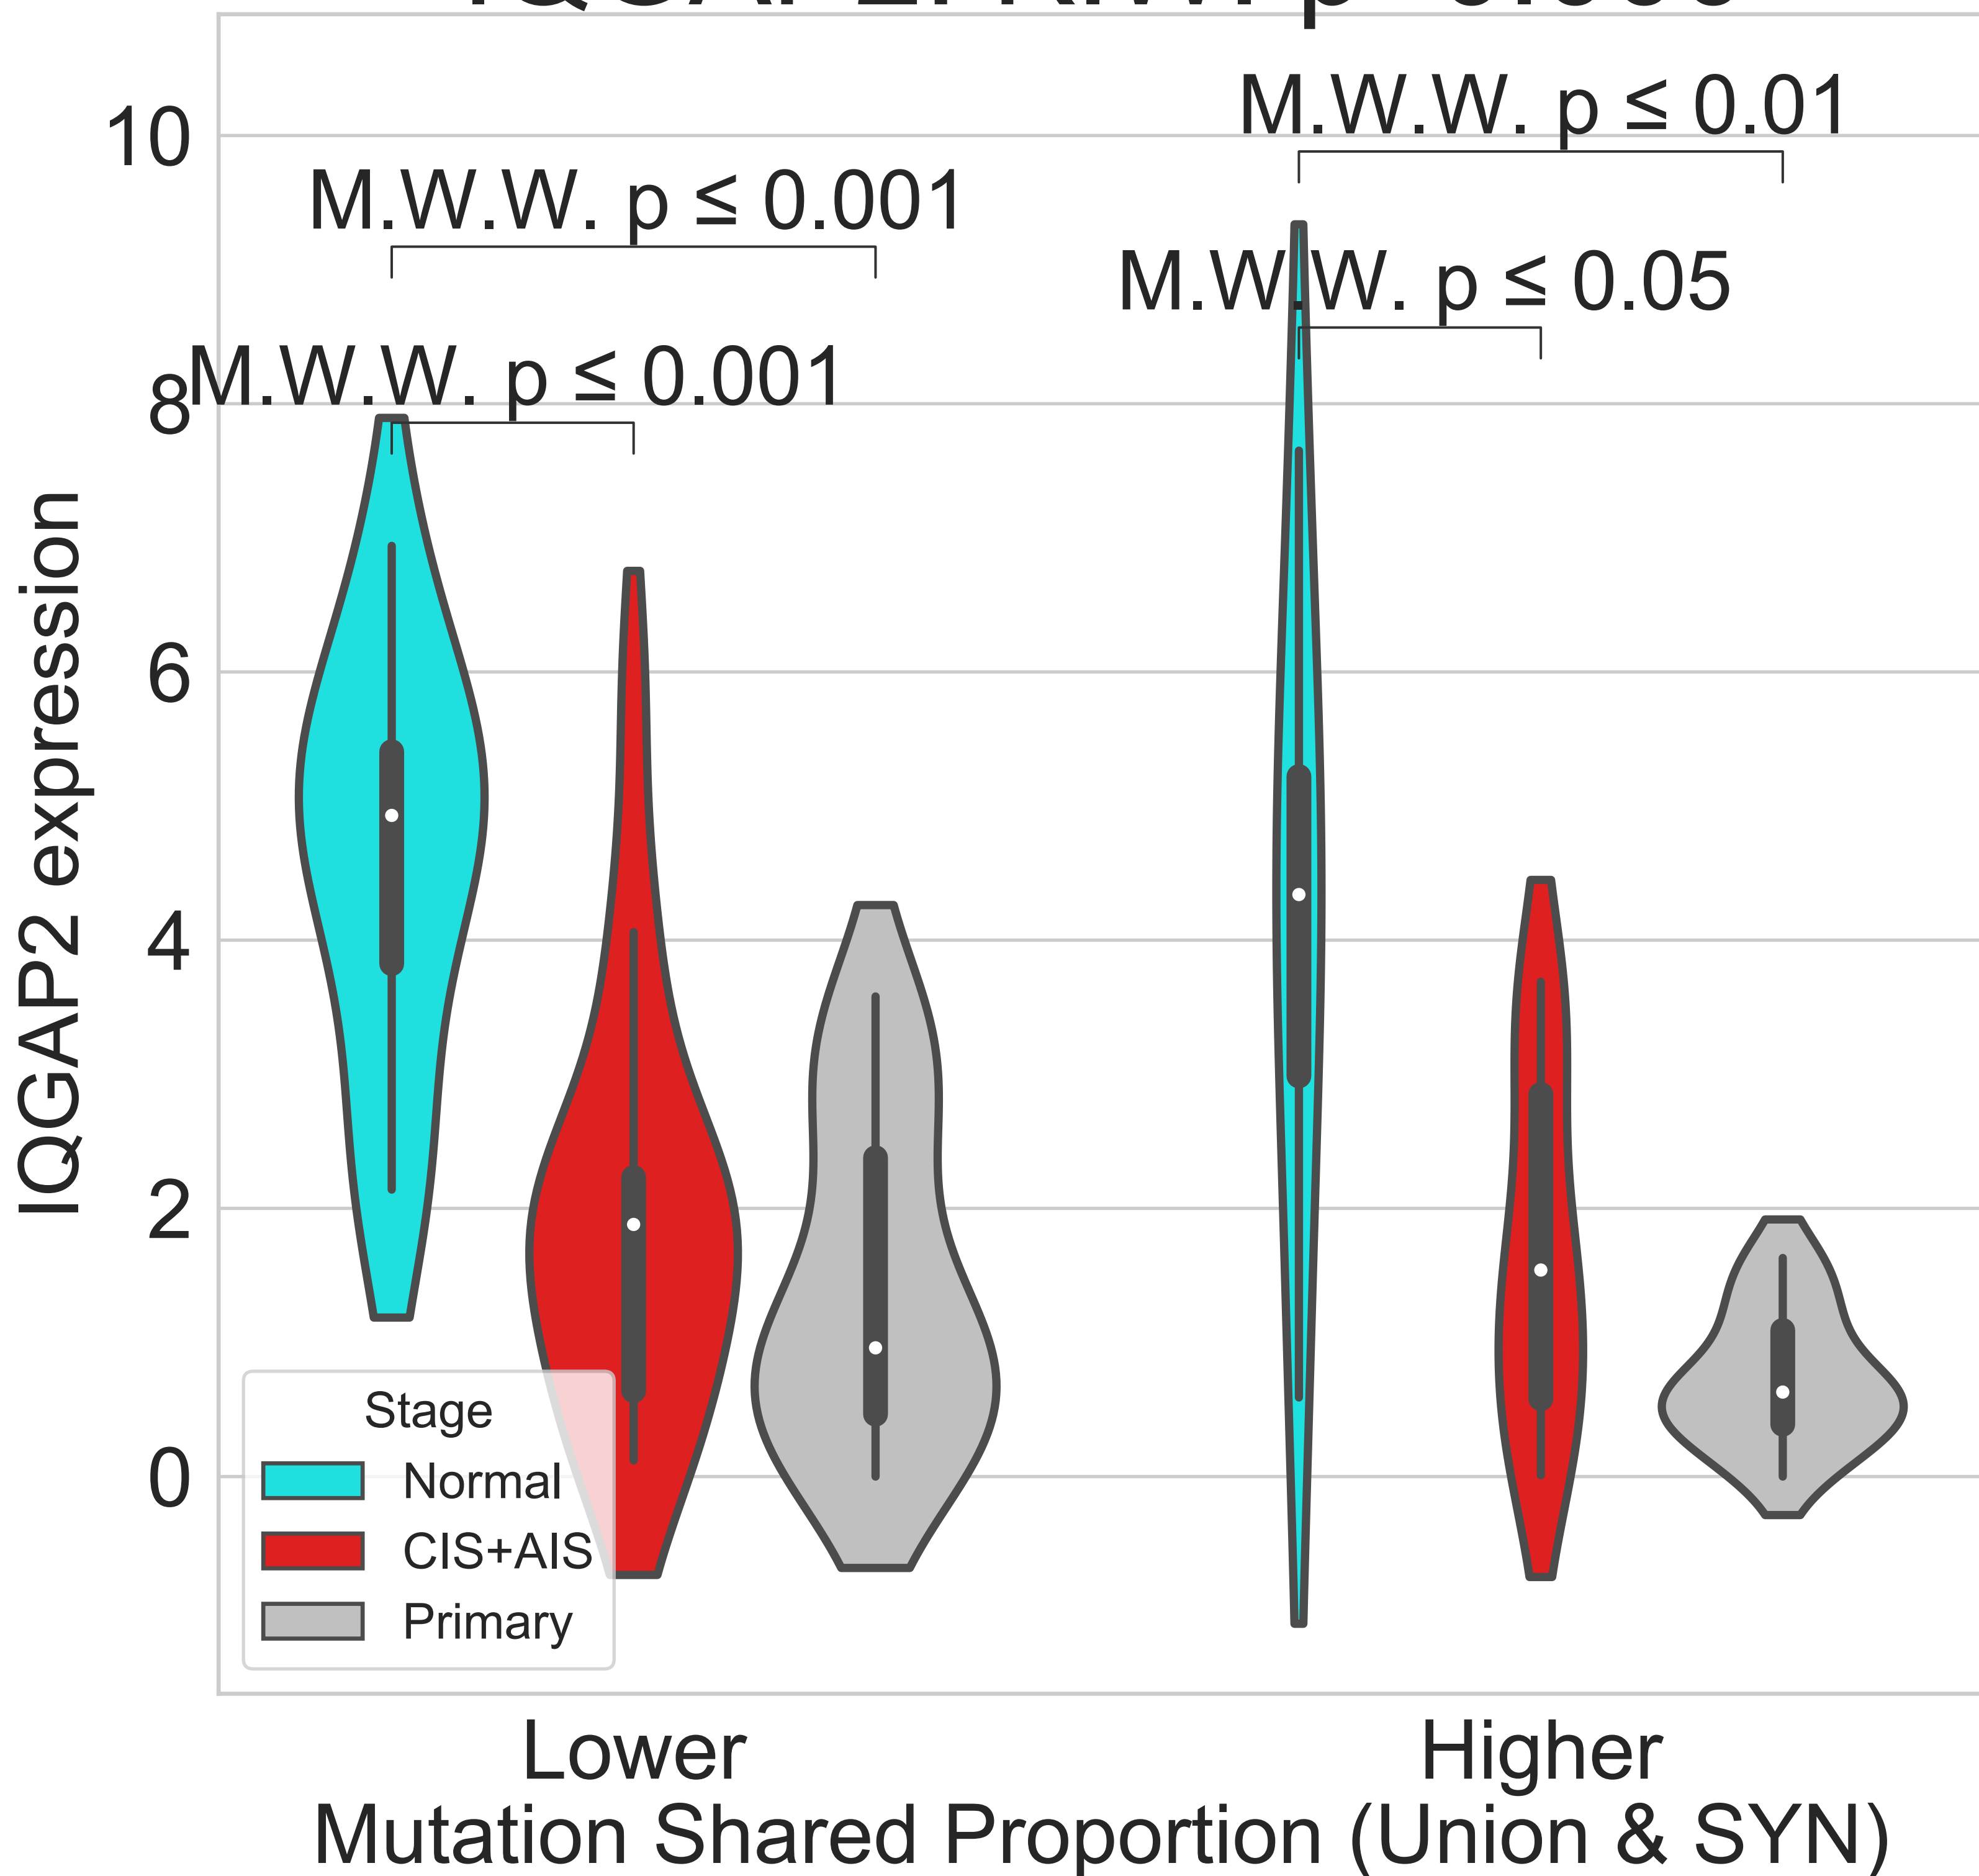 M.W.W. p ≤ 0.01
10
M.W.W. p ≤ 0.001
M.W.W. p ≤ 0.05
M.W.W. p ≤ 0.001
8
6
4
2
0
IQGAP2 expression
Stage
Normal
CIS+AIS
Primary
Lower
Higher
Mutation Shared Proportion (Union & SYN)